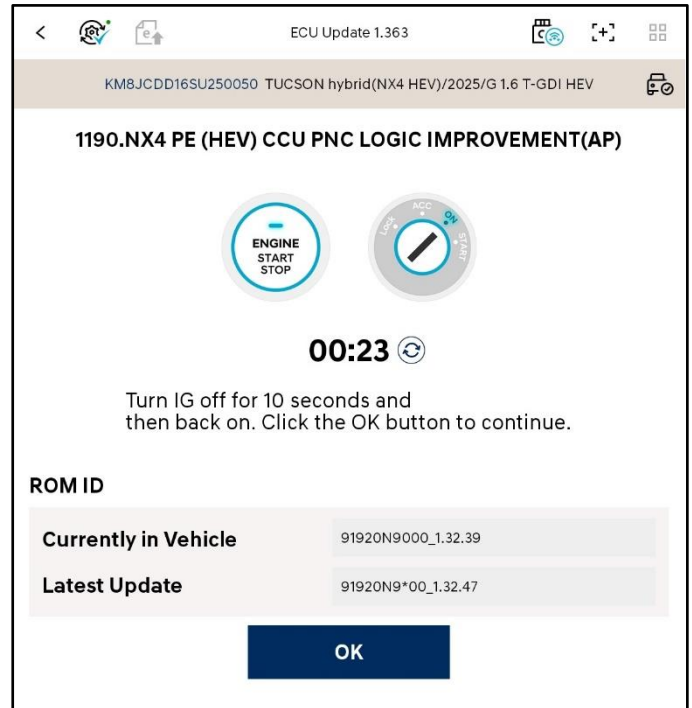 ECU Update 1.363
KM8JCDD16SU250050 TUCSON hybrid(NX4 HEV)/2025/G 1.6 T-GDI HEV
1190.NX4 PE (HEV) CCU PNC LOGIC IMPROVEMENT(AP)
ENGINE
START
STOP
LOCK
ACC
ON
START
00:23
Turn IG off for 10 seconds and
then back on. Click the OK button to continue.
ROM ID
Currently in Vehicle 91920N9000_1.32.39
Latest Update 91920N9*00_1.32.47
OK